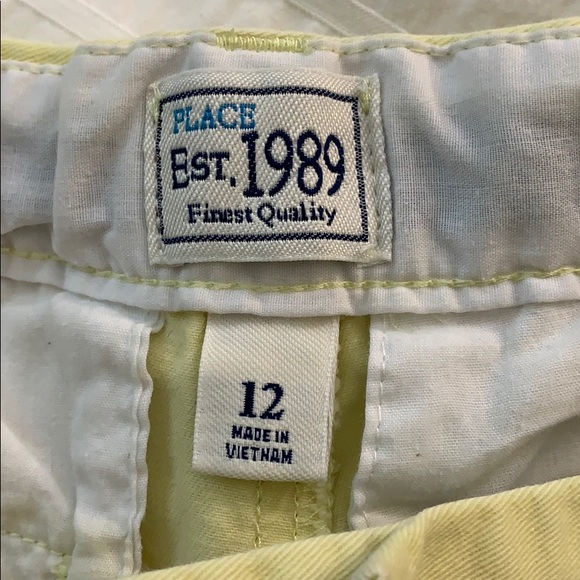 PLACE
EST. 1989
Finest Quality
12
MADE IN
VIETNAM